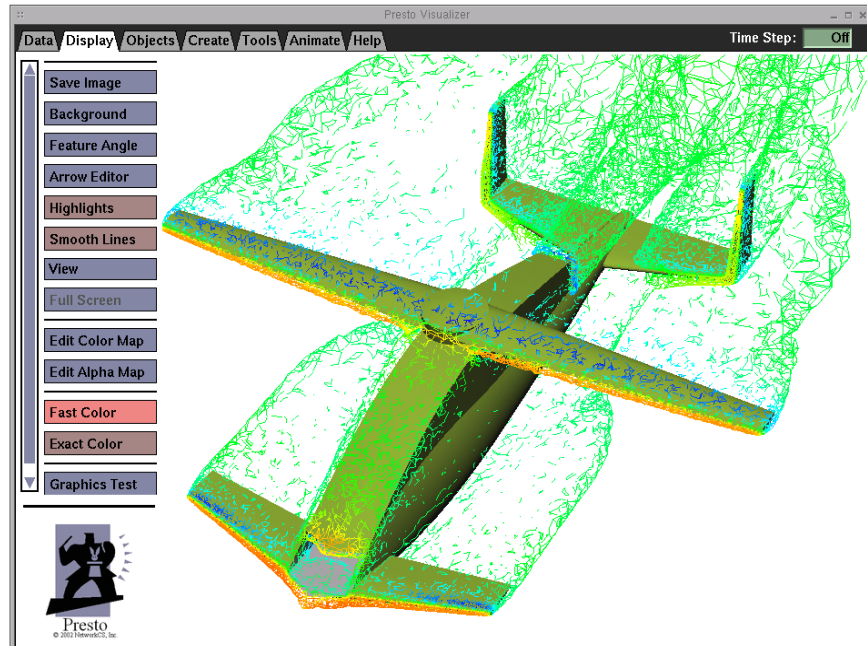 Presto Visualizer
Data Display Objects Create Tools Animate Help Time Step: Off
Save Image
Background
Feature Angle
Arrow Editor
Highlights
Smooth Lines
View
Full Screen
Edit Color Map
Edit Alpha Map
Fast Color
Exact Color
Graphics Test
Presto
© 2002 NetworkCS, Inc.